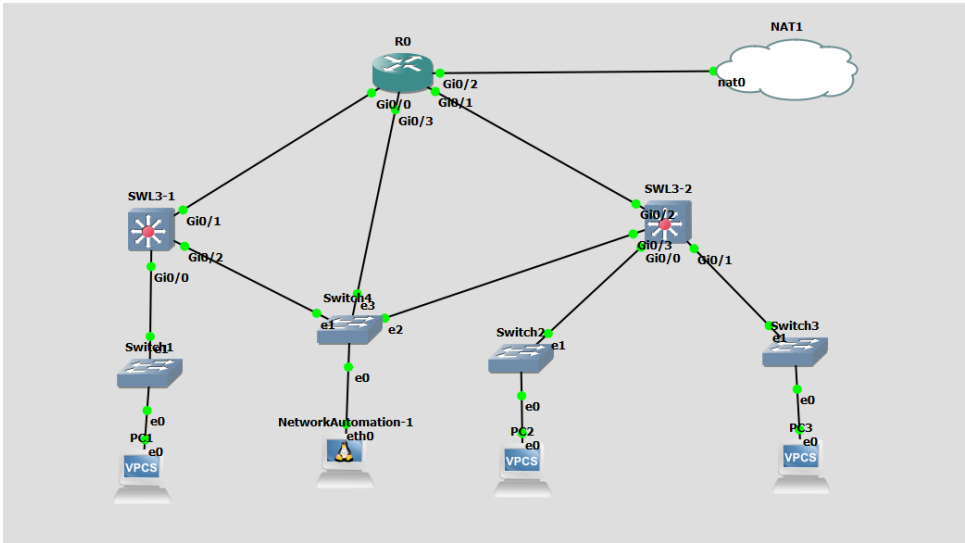 NAT1
R0
nat0
Gi0/2
Gi0/0
Gi0/1
Gi0/3
SWL3-1
SWL3-2
Gi0/1
Gi0/2
Gi0/2
Gi0/3
Gi0/0
Gi0/1
Gi0/0
Switch4
e3
e1
e2
Switch1
e1
Switch2
e1
Switch3
e1
e0
e0
e0
e0
NetworkAutomation-1
eth0
PC1
e0
PC2
e0
PC3
e0
VPCS
VPCS
VPCS